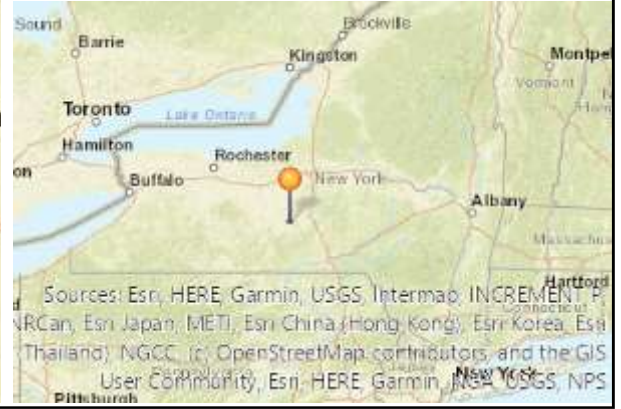 Sound
Barrie
Brockville
Kingston
Montpe
Vermont
Toronto
Lake Ontario
Hamilton
on
Rochester
Buffalo
New York
Albany
Massachus
Hartford
Connecticut
Sources: Esri, HERE, Garmin, USGS, Intermap, INCREMENT P,
NRCan, Esri Japan, METI, Esri China (Hong Kong), Esri Korea, Esri
(Thailand), NGCC, (c) OpenStreetMap contributors, and the GIS
User Community, Esri, HERE, Garmin, NGA, USGS, NPS
New York
Pittsburgh